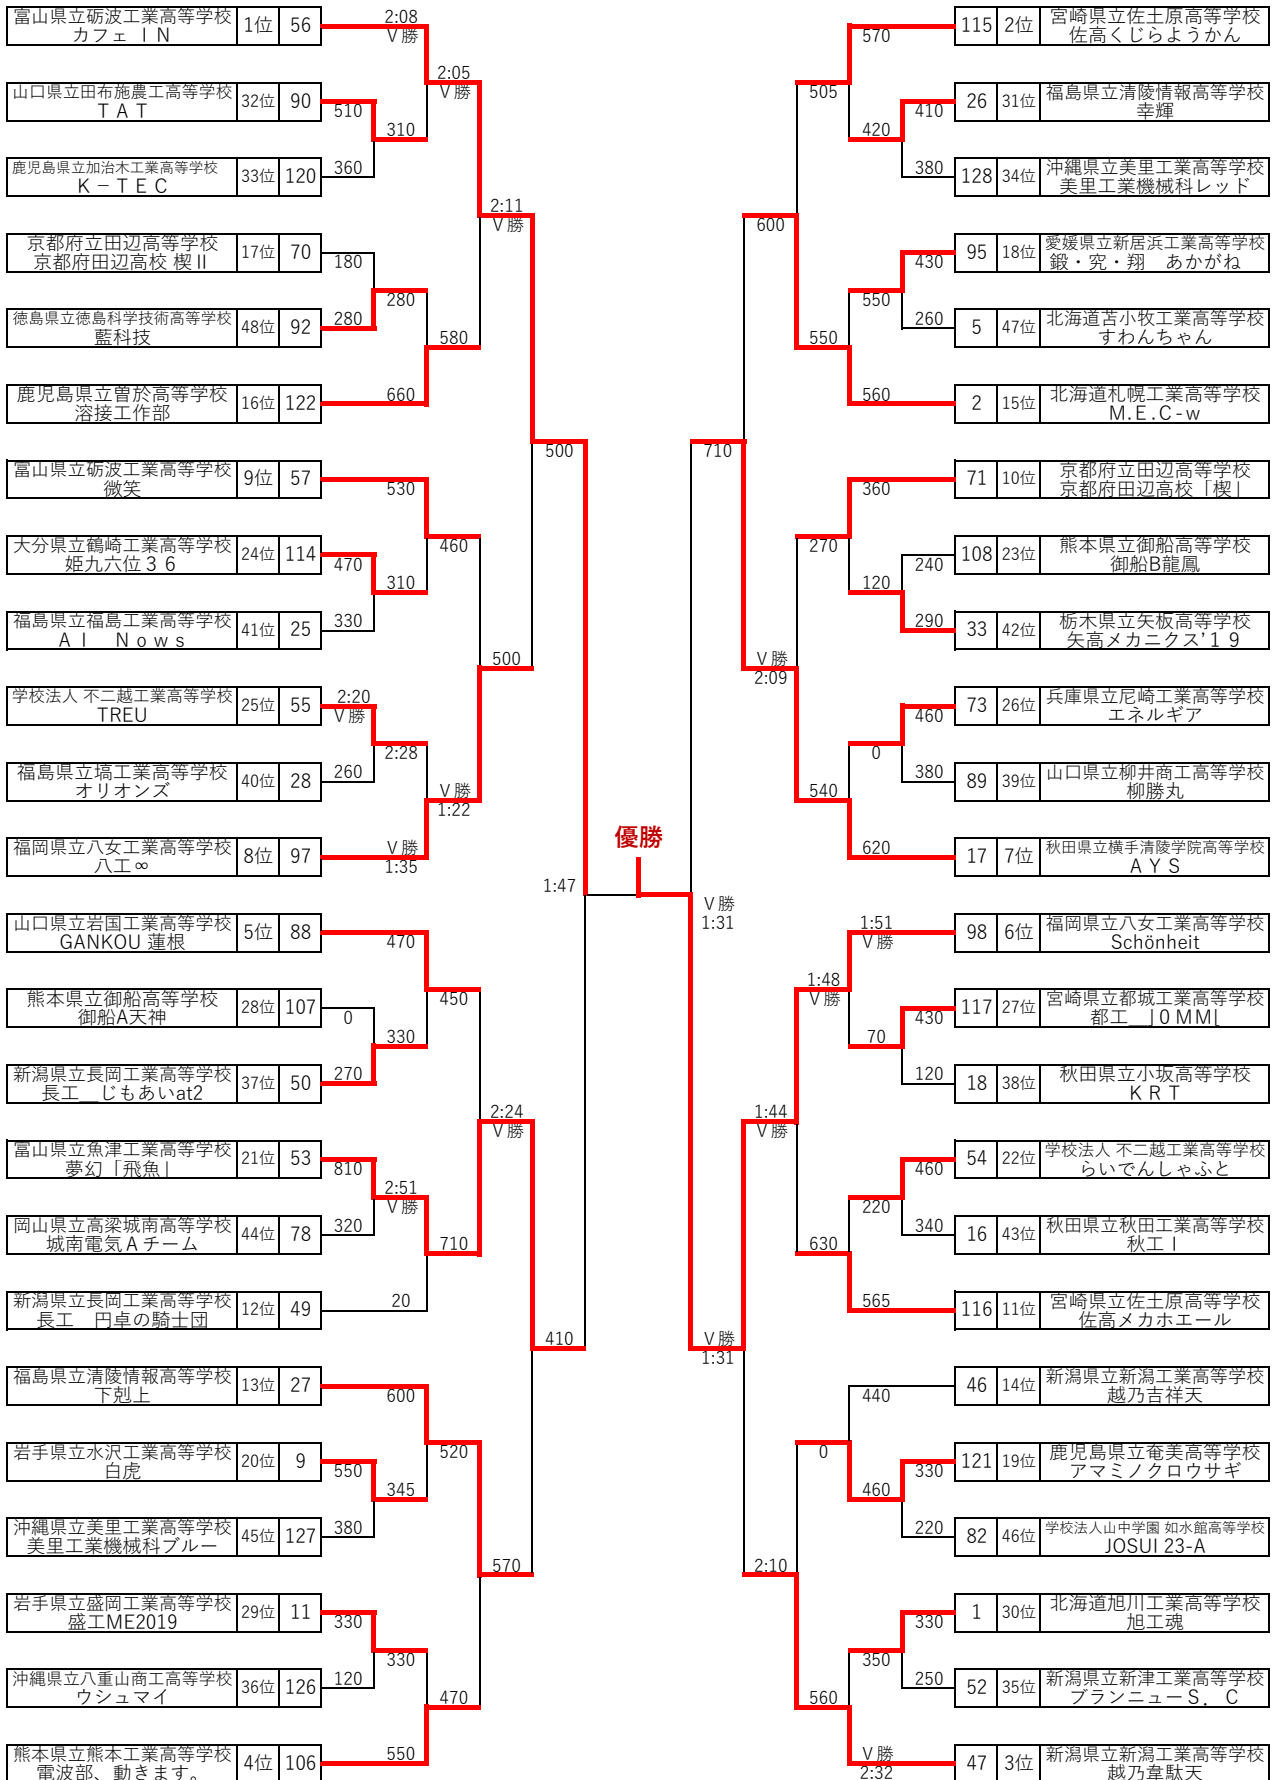 富山県立砺波工業高等学校
カフェ ＩＮ
1位
56
山口県立田布施農工高等学校
ＴＡＴ
32位
90
鹿児島県立加治木工業高等学校
Ｋ－ＴＥＣ
33位
120
京都府立田辺高等学校
京都府田辺高校 楔Ⅱ
17位
70
徳島県立徳島科学技術高等学校
藍科技
48位
92
鹿児島県立曽於高等学校
溶接工作部
16位
122
富山県立砺波工業高等学校
微笑
9位
57
大分県立鶴崎工業高等学校
姫九六位３６
24位
114
福島県立福島工業高等学校
ＡＩ　Ｎｏｗｓ
41位
25
学校法人 不二越工業高等学校
TREU
25位
55
福島県立塙工業高等学校
オリオンズ
40位
28
福岡県立八女工業高等学校
八工∞
8位
97
山口県立岩国工業高等学校
GANKOU 蓮根
5位
88
熊本県立御船高等学校
御船A天神
28位
107
新潟県立長岡工業高等学校
長工__じもあいat2
37位
50
富山県立魚津工業高等学校
夢幻「飛魚」
21位
53
岡山県立高梁城南高等学校
城南電気Ａチーム
44位
78
新潟県立長岡工業高等学校
長工　円卓の騎士団
12位
49
福島県立清陵情報高等学校
下剋上
13位
27
岩手県立水沢工業高等学校
白虎
20位
9
沖縄県立美里工業高等学校
美里工業機械科ブルー
45位
127
岩手県立盛岡工業高等学校
盛工ME2019
29位
11
沖縄県立八重山商工高等学校
ウシュマイ
36位
126
熊本県立熊本工業高等学校
電波部、動きます。
4位
106
2:08
Ｖ勝
510
360
310
2:05
Ｖ勝
180
280
280
660
580
2:11
Ｖ勝
530
470
330
310
460
2:20
Ｖ勝
260
2:28
Ｖ勝
1:35
Ｖ勝
1:22
500
500
470
0
270
330
450
810
320
2:51
Ｖ勝
20
710
2:24
Ｖ勝
600
550
380
345
520
330
120
330
550
470
570
410
1:47
優勝
Ｖ勝
1:31
710
600
505
570
410
380
420
430
260
550
560
550
360
240
290
120
270
460
380
0
620
540
Ｖ勝
2:09
1:51
Ｖ勝
430
120
70
1:48
Ｖ勝
460
340
220
565
630
1:44
Ｖ勝
440
330
220
460
0
330
250
350
Ｖ勝
2:32
560
2:10
Ｖ勝
1:31
115
2位
宮崎県立佐土原高等学校
佐高くじらようかん
26
31位
福島県立清陵情報高等学校
幸輝
128
34位
沖縄県立美里工業高等学校
美里工業機械科レッド
95
18位
愛媛県立新居浜工業高等学校
鍛・究・翔　あかがね
5
47位
北海道苫小牧工業高等学校
すわんちゃん
2
15位
北海道札幌工業高等学校
Ｍ.Ｅ.Ｃ-ｗ
71
10位
京都府立田辺高等学校
京都府田辺高校「楔」
108
23位
熊本県立御船高等学校
御船B龍鳳
33
42位
栃木県立矢板高等学校
矢高メカニクス’１９
73
26位
兵庫県立尼崎工業高等学校
エネルギア
89
39位
山口県立柳井商工高等学校
柳勝丸
17
7位
秋田県立横手清陵学院高等学校
ＡＹＳ
98
6位
福岡県立八女工業高等学校
Schönheit
117
27位
宮崎県立都城工業高等学校
都工__⌋０ＭＭ⌊
18
38位
秋田県立小坂高等学校
ＫＲＴ
54
22位
学校法人 不二越工業高等学校
らいでんしゃふと
16
43位
秋田県立秋田工業高等学校
秋工Ⅰ
116
11位
宮崎県立佐土原高等学校
佐高メカホエール
46
14位
新潟県立新潟工業高等学校
越乃吉祥天
121
19位
鹿児島県立奄美高等学校
アマミノクロウサギ
82
46位
学校法人山中学園 如水館高等学校
JOSUI 23-A
1
30位
北海道旭川工業高等学校
旭工魂
52
35位
新潟県立新津工業高等学校
ブランニューＳ．Ｃ
47
3位
新潟県立新潟工業高等学校
越乃韋駄天